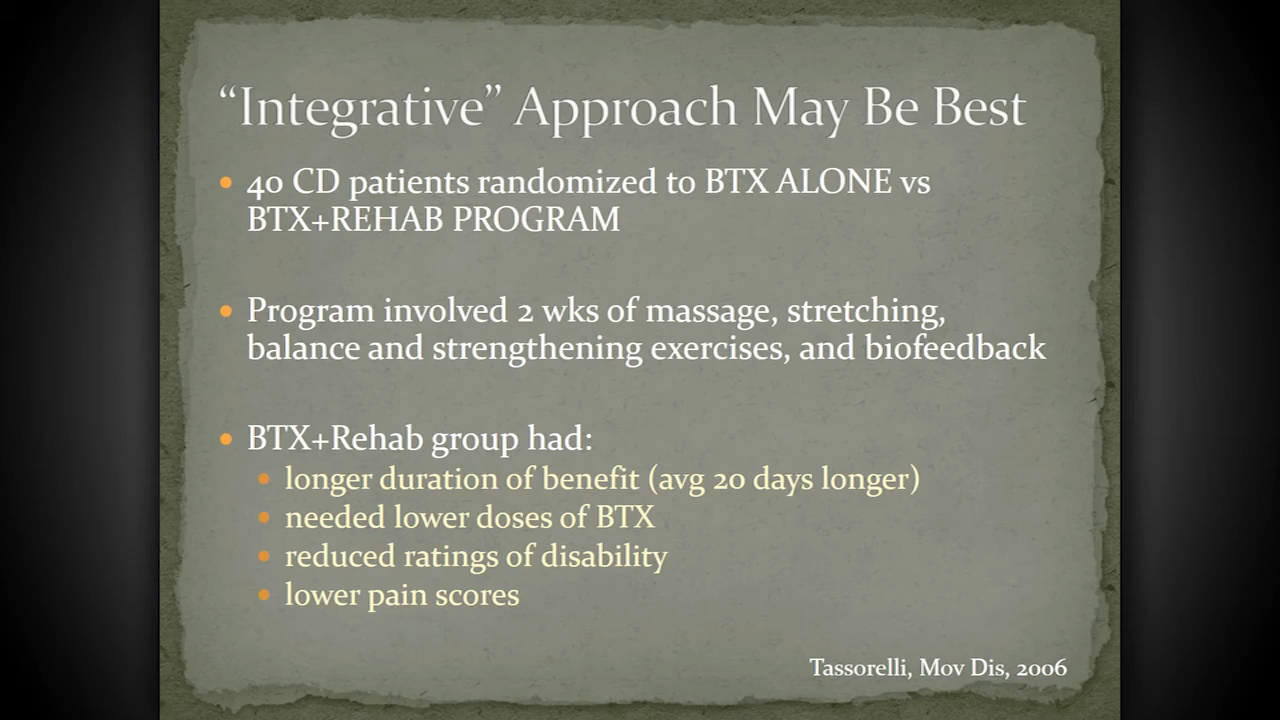 “Integrative” Approach May Be Best
• 40 CD patients randomized to BTX ALONE vs
BTX+REHAB PROGRAM
• Program involved 2 wks of massage, stretching,
balance and strengthening exercises, and biofeedback
• BTX+Rehab group had:
• longer duration of benefit (avg 20 days longer)
• needed lower doses of BTX
• reduced ratings of disability
• lower pain scores
Tassorelli, Mov Dis, 2006